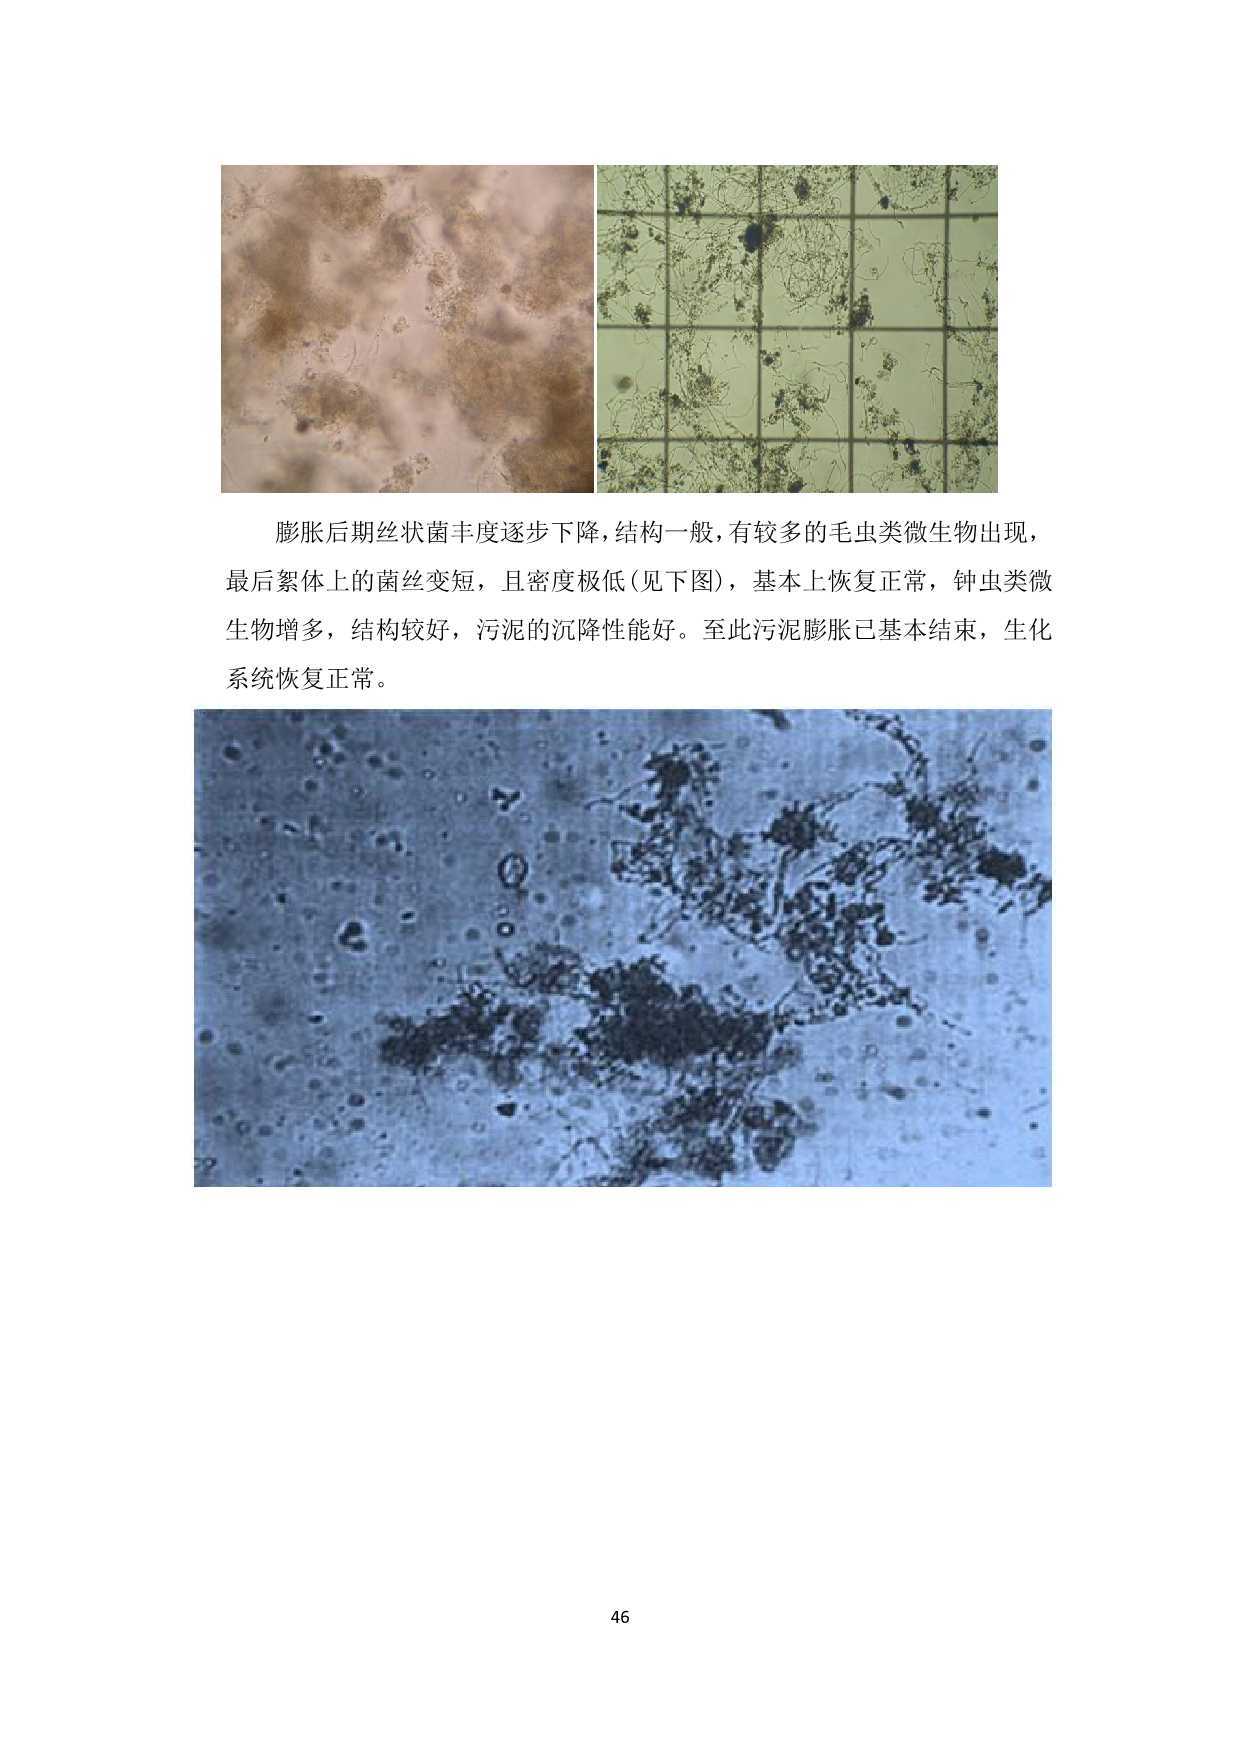 膨胀后期丝状菌丰度逐步下降，结构一般，有较多的毛虫类微生物出现，
最后絮体上的菌丝变短，且密度极低(见下图)，基本上恢复正常，钟虫类微
生物增多，结构较好，污泥的沉降性能好。至此污泥膨胀已基本结束，生化
系统恢复正常。
46